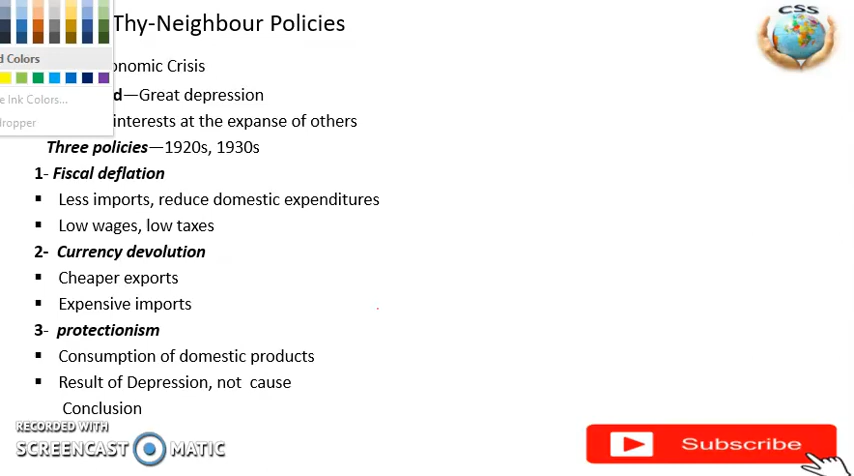 Thy-Neighbour Policies
Crisis
—Great depression
interests at the expanse of others
Three policies—1920s, 1930s
1- Fiscal deflation
▪ Less imports, reduce domestic expenditures
▪ Low wages, low taxes
2- Currency devolution
▪ Cheaper exports
▪ Expensive imports
3- protectionism
▪ Consumption of domestic products
▪ Result of Depression, not cause
Conclusion
Colors
Ink Colors...
CSS
RECORDED WITH
SCREENCAST MATIC
Subscribe